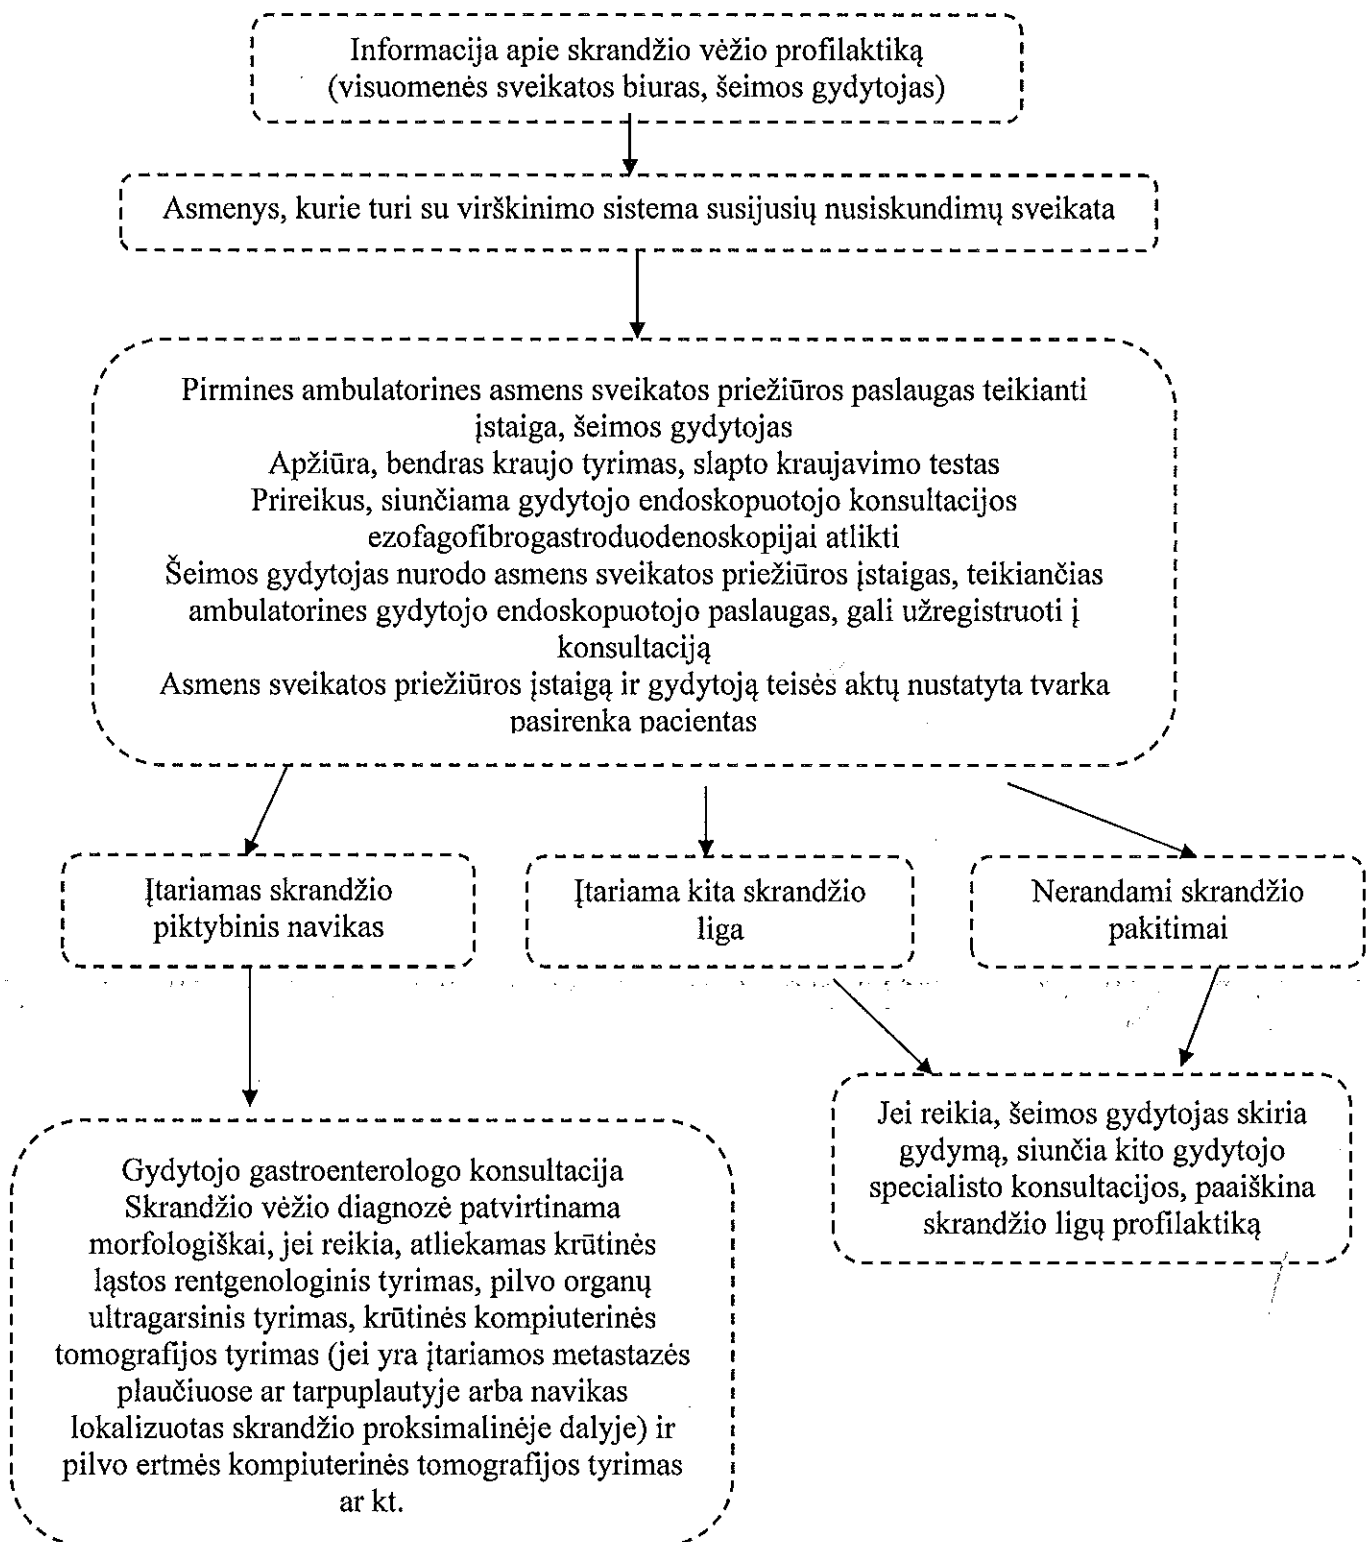 Informacija apie skrandžio vėžio profilaktiką
(visuomenės sveikatos biuras, šeimos gydytojas)
Asmenys, kurie turi su virškinimo sistema susijusių nusiskundimų sveikata
Pirmines ambulatorines asmens sveikatos priežiūros paslaugas teikianti
įstaiga, šeimos gydytojas
Apžiūra, bendras kraujo tyrimas, slapto kraujavimo testas
Prireikus, siunčiama gydytojo endoskopuotojo konsultacijos
ezofagofibrogastroduodenoskopijai atlikti
Šeimos gydytojas nurodo asmens sveikatos priežiūros įstaigas, teikiančias
ambulatorines gydytojo endoskopuotojo paslaugas, gali užregistruoti į
konsultaciją
Asmens sveikatos priežiūros įstaigą ir gydytoją teisės aktų nustatyta tvarka
pasirenka pacientas
Įtariamas skrandžio
piktybinis navikas
Įtariama kita skrandžio
liga
Nerandami skrandžio
pakitimai
Gydytojo gastroenterologo konsultacija
Skrandžio vėžio diagnozė patvirtinama
morfologiškai, jei reikia, atliekamas krūtinės
ląstos rentgenologinis tyrimas, pilvo organų
ultragarsinis tyrimas, krūtinės kompiuterinės
tomografijos tyrimas (jei yra įtariamos metastazės
plaučiuose ar tarpuplautyje arba navikas
lokalizuotas skrandžio proksimalinėje dalyje) ir
pilvo ertmės kompiuterinės tomografijos tyrimas
ar kt.
Jei reikia, šeimos gydytojas skiria
gydymą, siunčia kito gydytojo
specialisto konsultacijos, paaiškina
skrandžio ligų profilaktiką